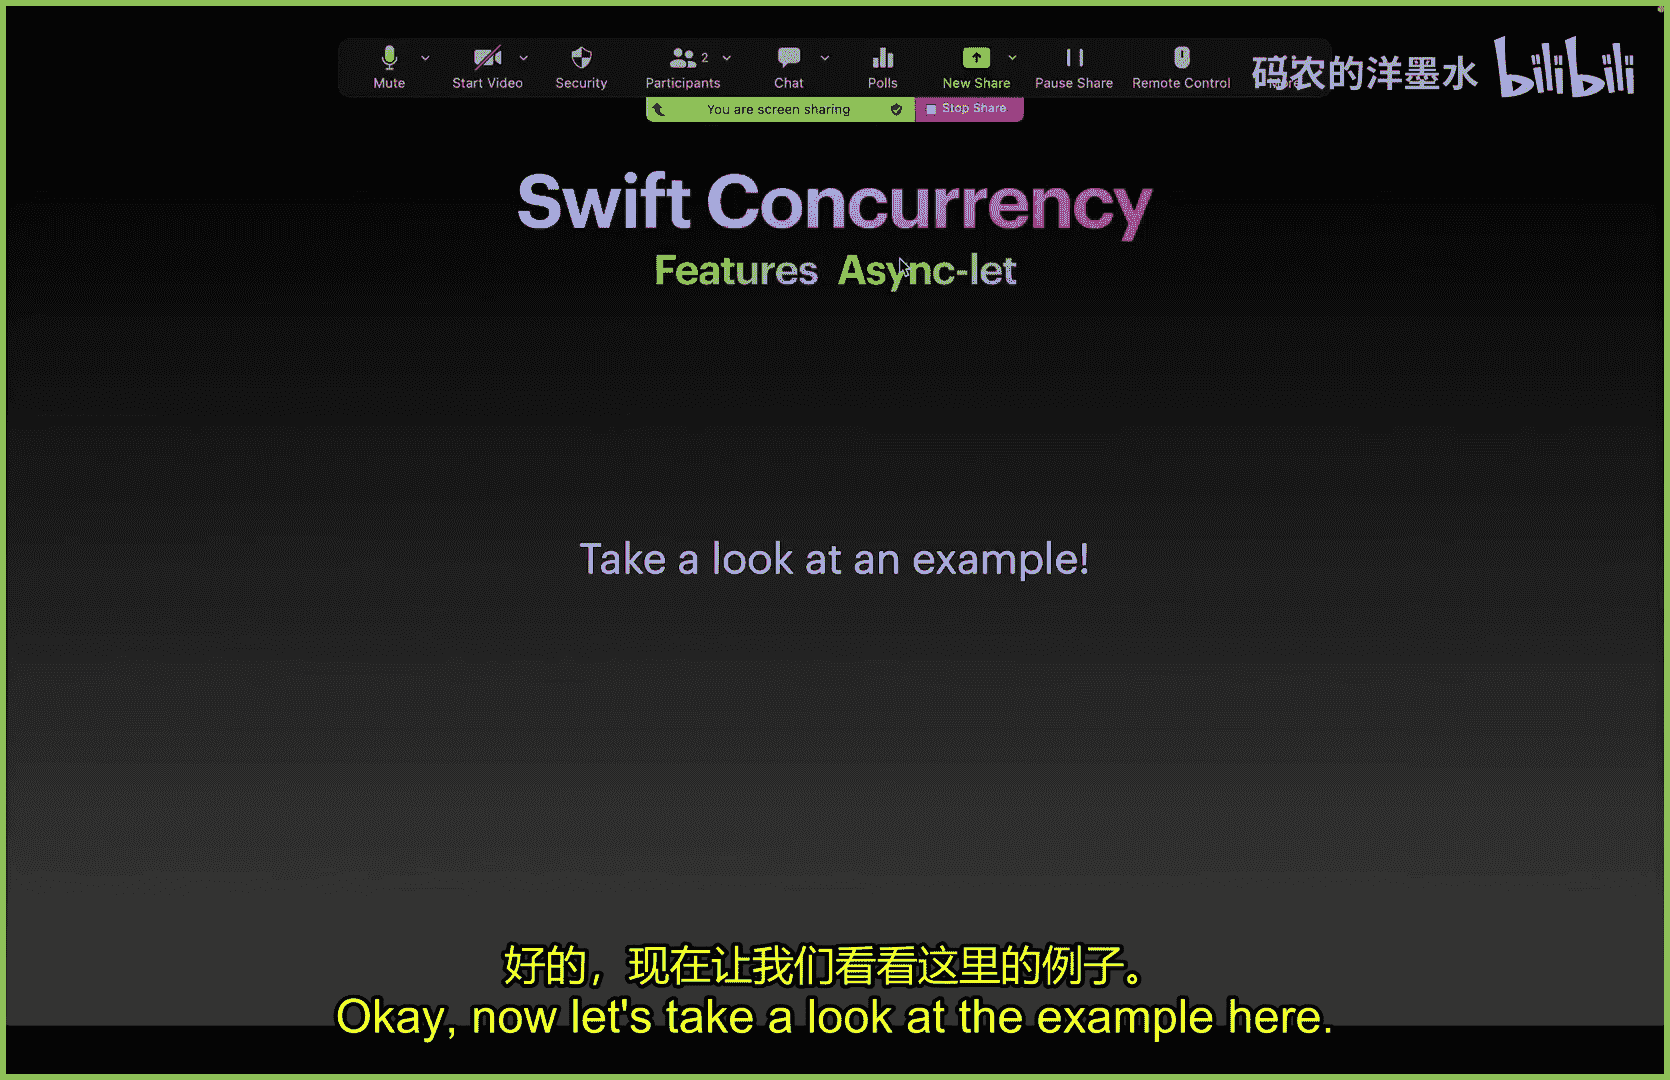 Mute Start Video Security Participants 2 Chat Polls New Share Pause Share Remote Control
码农的洋墨水 bilibili
You are screen sharing Stop Share
Swift Concurrency
Features Async-let
Take a look at an example!
好的，现在让我们看看这里的例子。
Okay, now let's take a look at the example here.